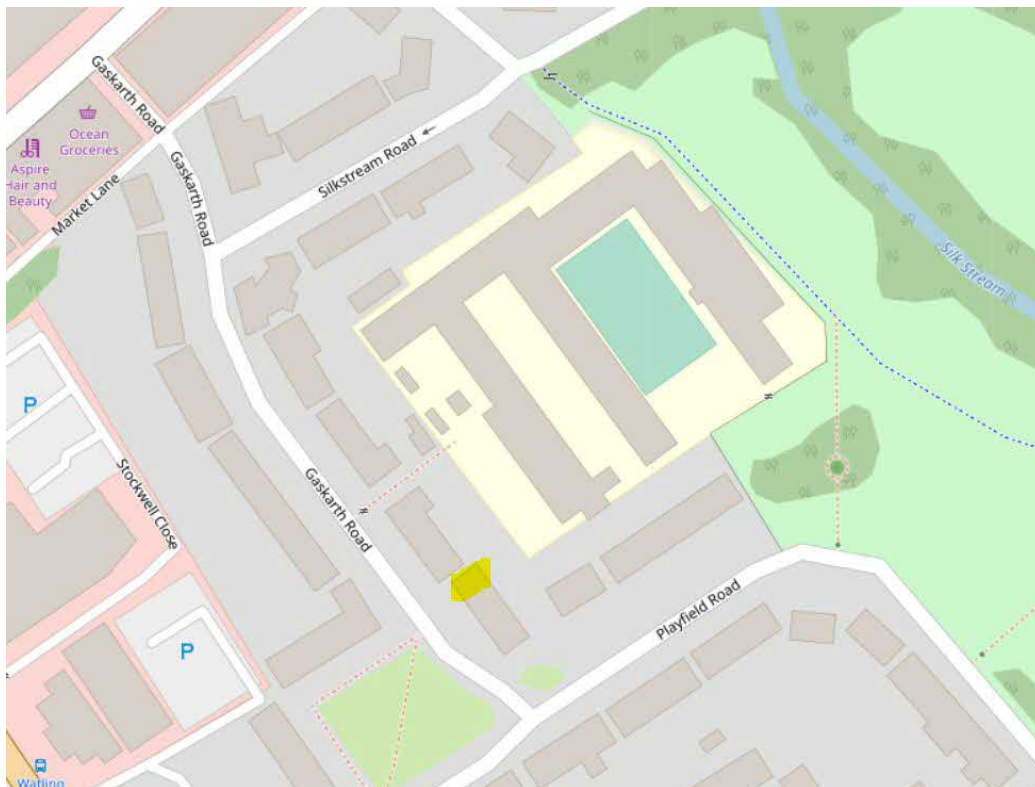 Gaskarth Road
Ocean
Groceries
Aspire
Hair and
Beauty
Market Lane
Gaskarth Road
Silkstream Road
Silk Stream
P
Stockwell Close
Gaskarth Road
Playfield Road
P
Watling